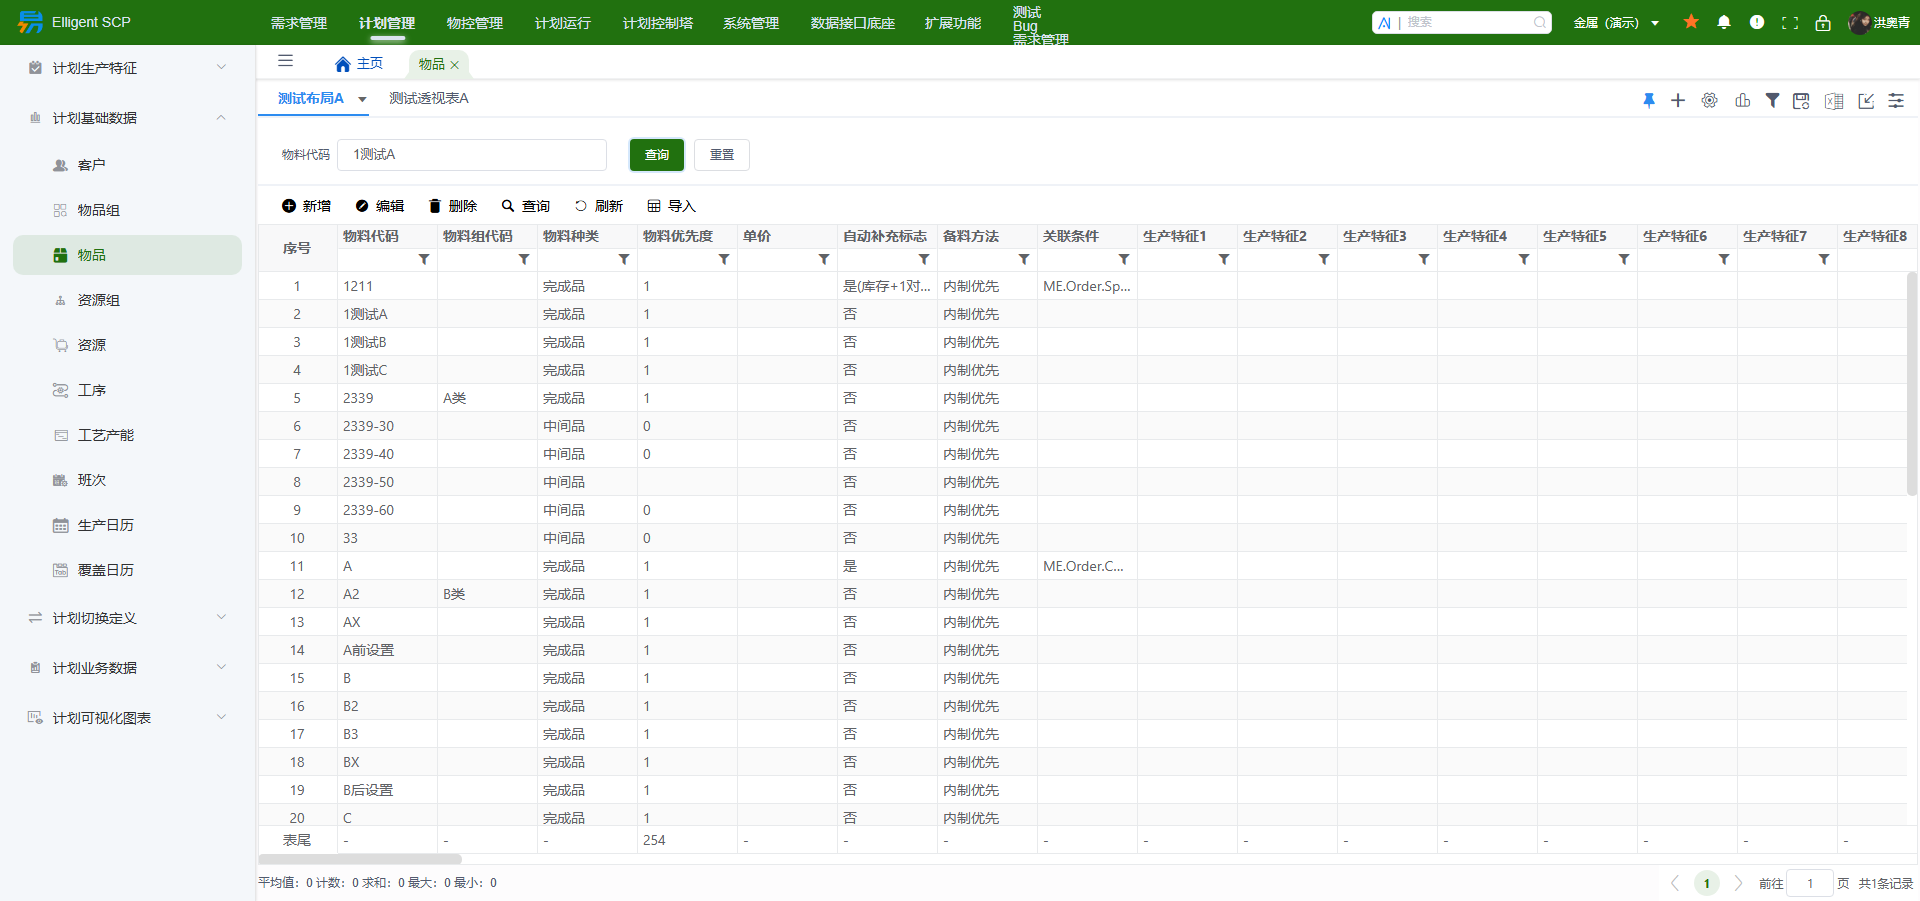 Elligent SCP
需求管理 计划管理 物控管理 计划运行 计划控制塔 系统管理 数据接口底座 扩展功能 测试Bug需求管理
AI | 搜索
金属 (演示)
洪奥青
计划生产特征
计划基础数据
客户
物品组
物品
资源组
资源
工序
工艺产能
班次
生产日历
覆盖日历
计划切换定义
计划业务数据
计划可视化图表
主页 物品
测试布局A 测试透视表A
物料代码 1测试A 查询 重置
新增 编辑 删除 查询 刷新 导入
序号 物料代码 物料组代码 物料种类 物料优先度 单价 自动补充标志 备料方法 关联条件 生产特征1 生产特征2 生产特征3 生产特征4 生产特征5 生产特征6 生产特征7 生产特征8
1 1211 完成品 1 是(库存+1对... 内制优先 ME.Order.Sp...
2 1测试A 完成品 1 否 内制优先
3 1测试B 完成品 1 否 内制优先
4 1测试C 完成品 1 否 内制优先
5 2339 A类 完成品 1 否 内制优先
6 2339-30 中间品 0 否 内制优先
7 2339-40 中间品 0 否 内制优先
8 2339-50 中间品 否 内制优先
9 2339-60 中间品 0 否 内制优先
10 33 中间品 0 否 内制优先
11 A 完成品 1 是 内制优先 ME.Order.C...
12 A2 B类 完成品 1 否 内制优先
13 AX 完成品 1 否 内制优先
14 A前设置 完成品 1 否 内制优先
15 B 完成品 1 否 内制优先
16 B2 完成品 1 否 内制优先
17 B3 完成品 1 否 内制优先
18 BX 完成品 1 否 内制优先
19 B后设置 完成品 1 否 内制优先
20 C 完成品 1 否 内制优先
表尾 - - - 254 - - - - - - - - - - - -
平均值：0 计数：0 求和：0 最大：0 最小：0
1 前往 1 页 共1条记录